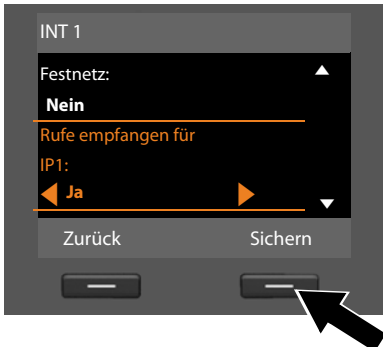 INT 1
Festnetz:
Nein
Rufe empfangen für
IP1:
Ja
Zurück Sichern